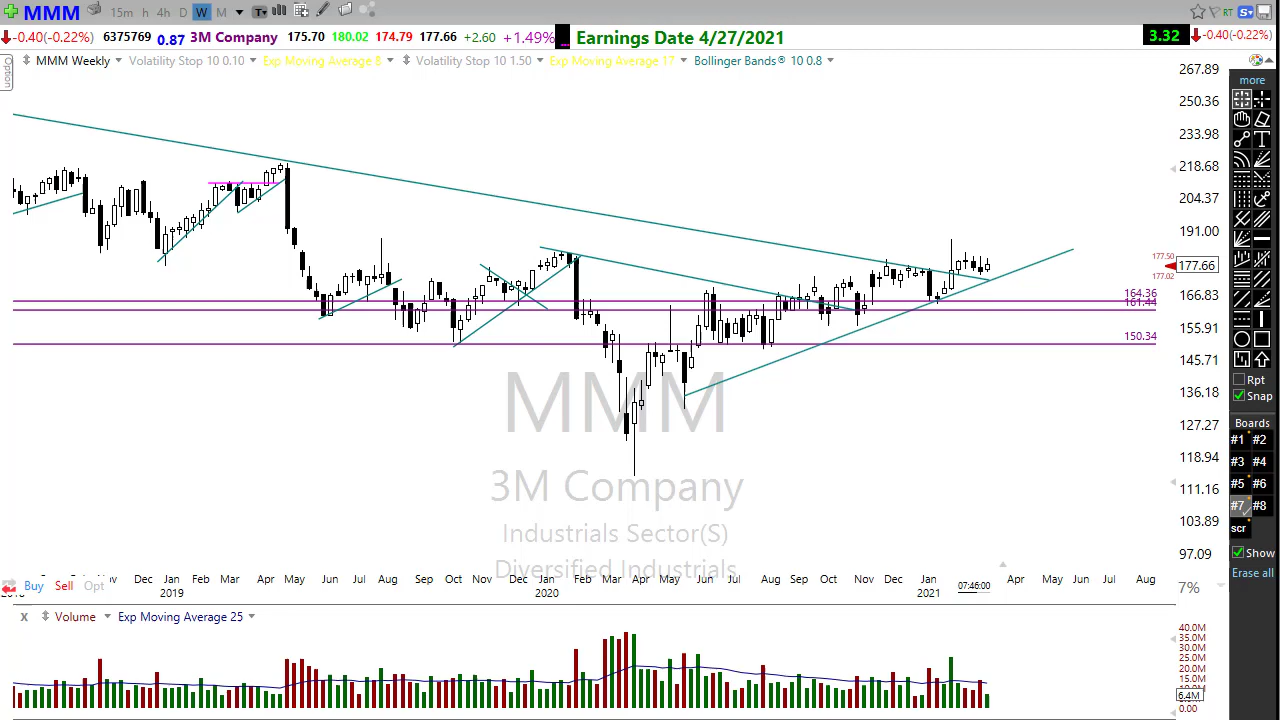 MMM 15m h 4h D W M T RT S
-0.40(-0.22%) 6375769 0.87 3M Company 175.70 180.02 174.79 177.66 +2.60 +1.49% Earnings Date 4/27/2021 3.32 -0.40(-0.22%)
Option
MMM Weekly Volatility Stop 10 0.10 Exp Moving Average 8 Volatility Stop 10 1.50 Exp Moving Average 17 Bollinger Bands® 10 0.8
267.89
250.36
233.98
218.68
204.37
191.00
177.50
177.66
177.02
166.83
164.36
161.44
155.91
150.34
145.71
136.18
127.27
118.94
111.16
103.89
97.09
MMM
3M Company
Industrials Sector(S)
Diversified Industrials
more
T
Rpt
Snap
Boards
#1 #2
#3 #4
#5 #6
#7 #8
scr
Show
Erase all
Buy Sell Opt
Dec Jan Feb Mar Apr May Jun Jul Aug Sep Oct Nov Dec Jan Feb Mar Apr May Jun Jul Aug Sep Oct Nov Dec Jan 07:46:00 Apr May Jun Jul Aug
2019 2020 2021
7%
X Volume Exp Moving Average 25
40.0M
35.0M
30.0M
25.0M
20.0M
15.0M
6.4M
0.00